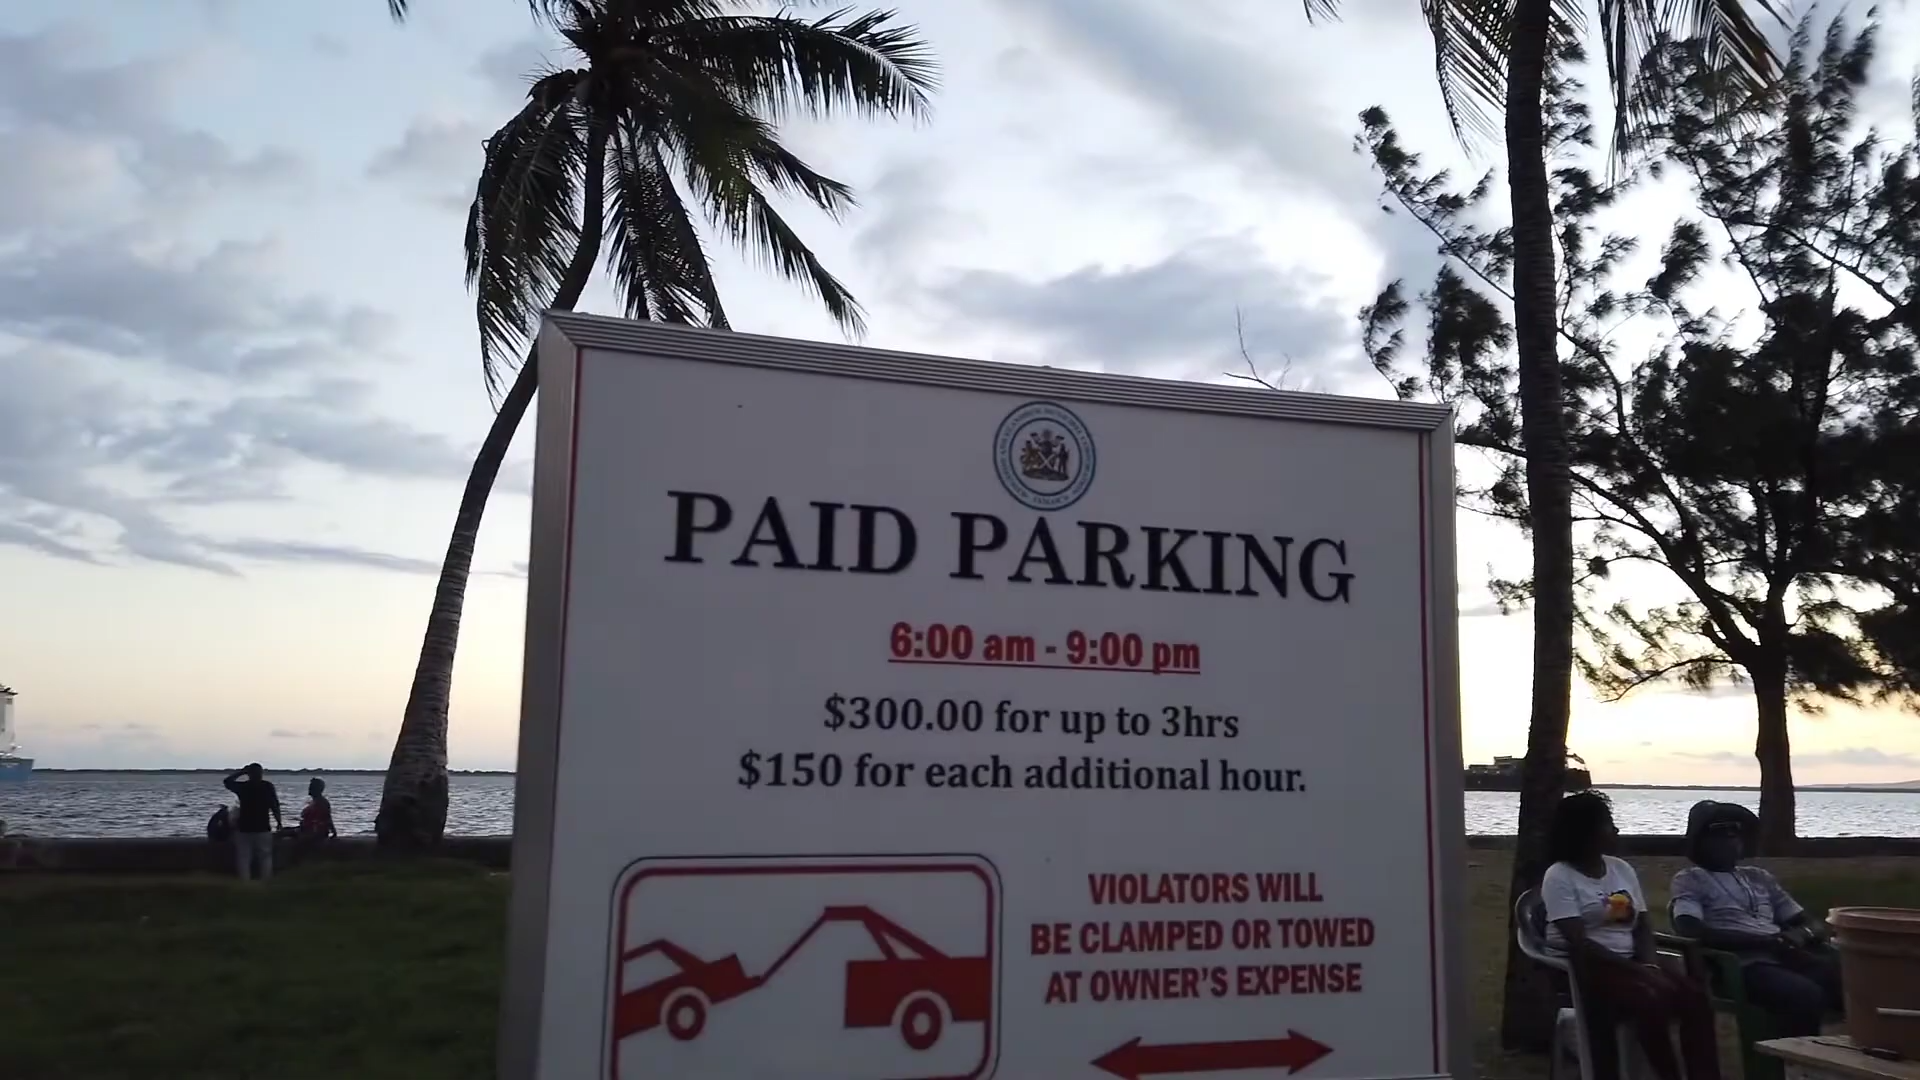 PAID PARKING
6:00 am - 9:00 pm
$300.00 for up to 3hrs
$150 for each additional hour.
VIOLATORS WILL
BE CLAMPED OR TOWED
AT OWNER'S EXPENSE